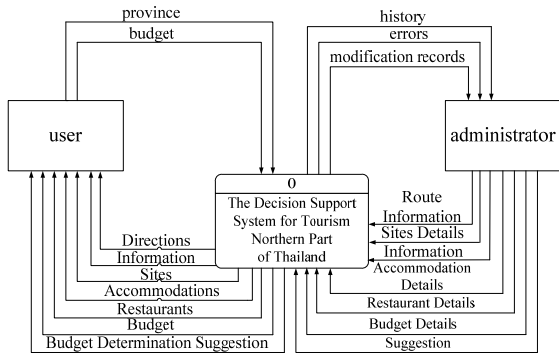 province
budget
history
errors
modification records
user
administrator
0
The Decision Support
System for Tourism
Northern Part
of Thailand
Directions
Information
Sites
Accommodations
Restaurants
Budget
Budget Determination Suggestion
Route
Information
Sites Details
Information
Accommodation
Details
Restaurant Details
Budget Details
Suggestion